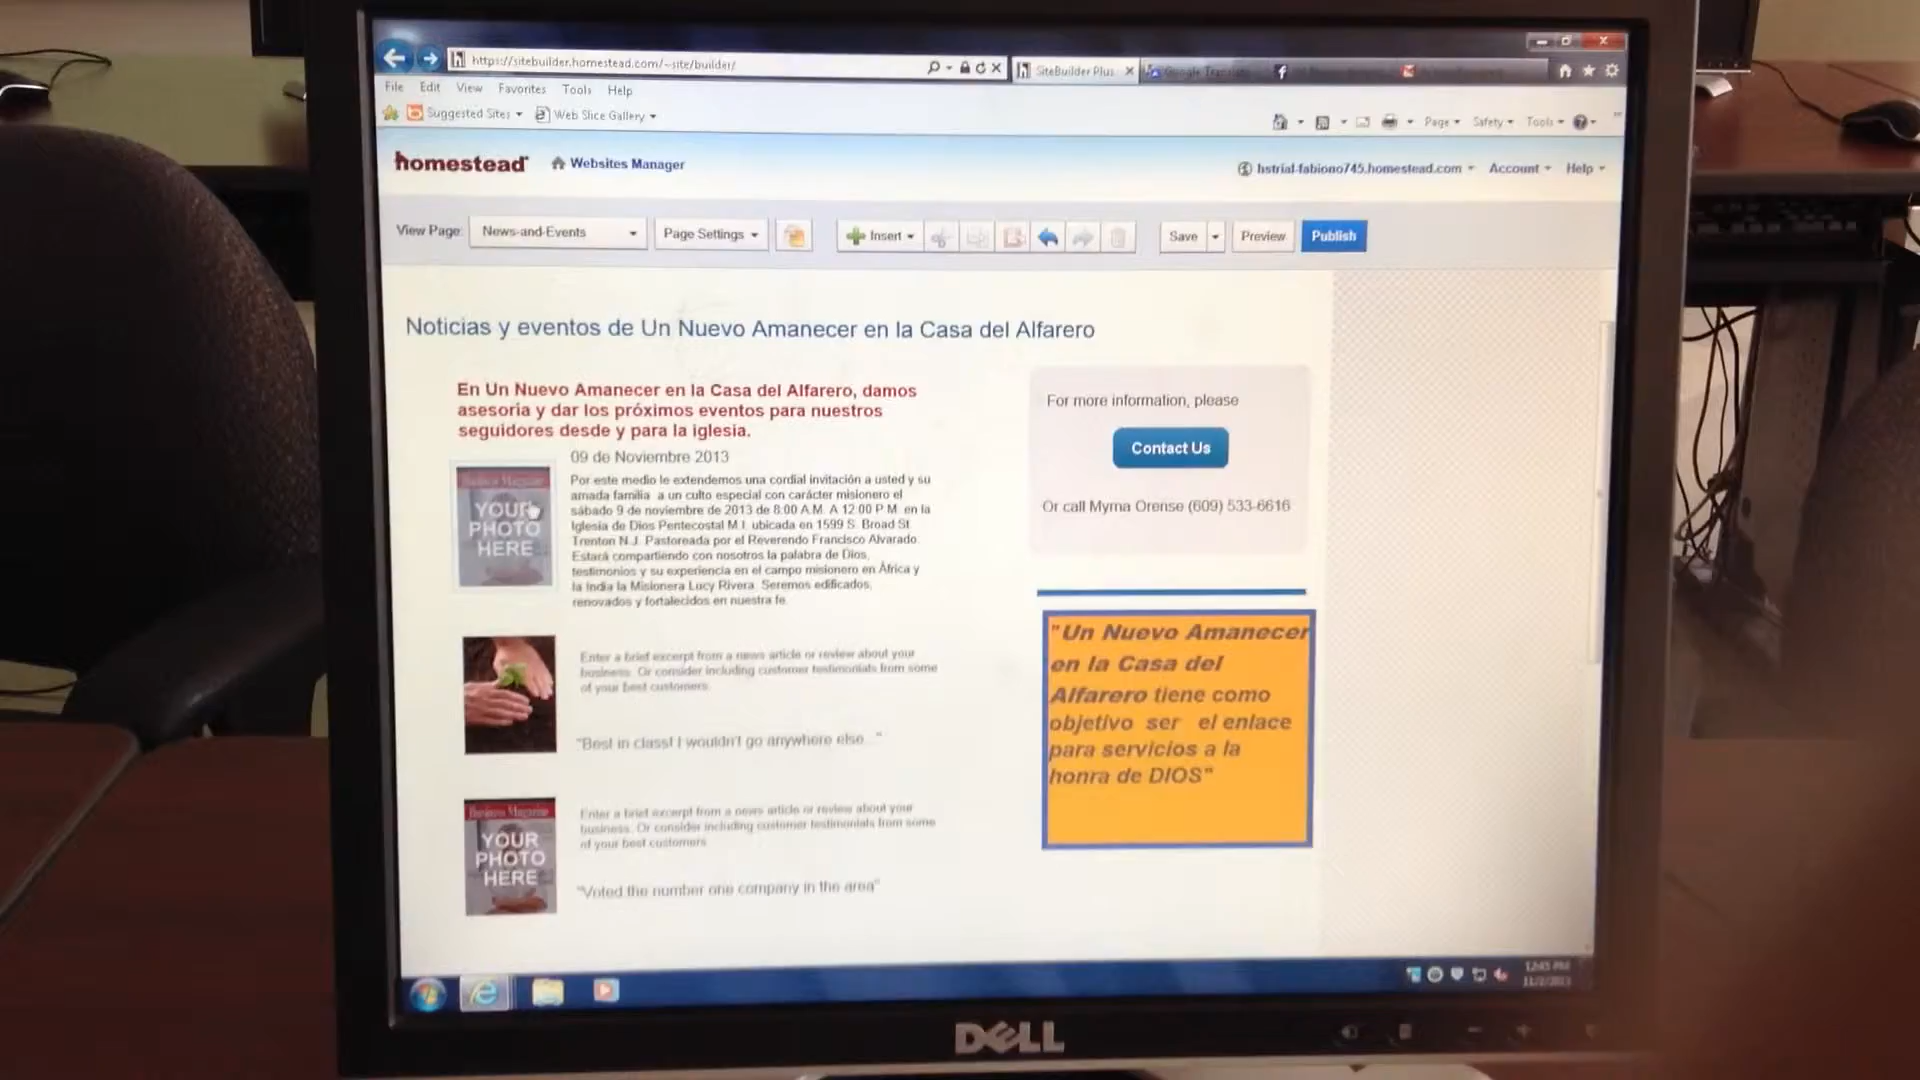 https://sitebuilder.homestead.com/~site/builder/
SiteBuilder Plus
Google Trans
File Edit View Favorites Tools Help
Suggested Sites Web Slice Gallery
Page Safety Tools
homestead Websites Manager
hstrial-fabiono745.homestead.com Account Help
View Page: News-and-Events Page Settings Insert Save Preview Publish
Noticias y eventos de Un Nuevo Amanecer en la Casa del Alfarero
En Un Nuevo Amanecer en la Casa del Alfarero, damos
asesoria y dar los próximos eventos para nuestros
seguidores desde y para la iglesia.
09 de Noviembre 2013
Por este medio le extendemos una cordial invitación a usted y su
amada familia a un culto especial con carácter misionero el
sábado 9 de noviembre de 2013 de 8:00 A.M. A 12:00 P.M. en la
Iglesia de Dios Pentecostal M.I. ubicada en 1599 S. Broad St
Trenton N.J. Pastoreada por el Reverendo Francisco Alvarado.
Estará compartiendo con nosotros la palabra de Dios,
testimonios y su experiencia en el campo misionero en África y
la India la Misionera Lucy Rivera. Seremos edificados,
renovados y fortalecidos en nuestra fe.
Business Magazine
YOUR
PHOTO
HERE
Enter a brief excerpt from a news article or review about your
business. Or consider including customer testimonials from some
of your best customers.
"Best in class! I wouldn't go anywhere else..."
Business Magazine
YOUR
PHOTO
HERE
Enter a brief excerpt from a news article or review about your
business. Or consider including customer testimonials from some
of your best customers.
"Voted the number one company in the area"
For more information, please
Contact Us
Or call Myrna Orense (609) 533-6616
"Un Nuevo Amanecer
en la Casa del
Alfarero tiene como
objetivo ser el enlace
para servicios a la
honra de DIOS"
12:45 PM
11/2/2013
DELL